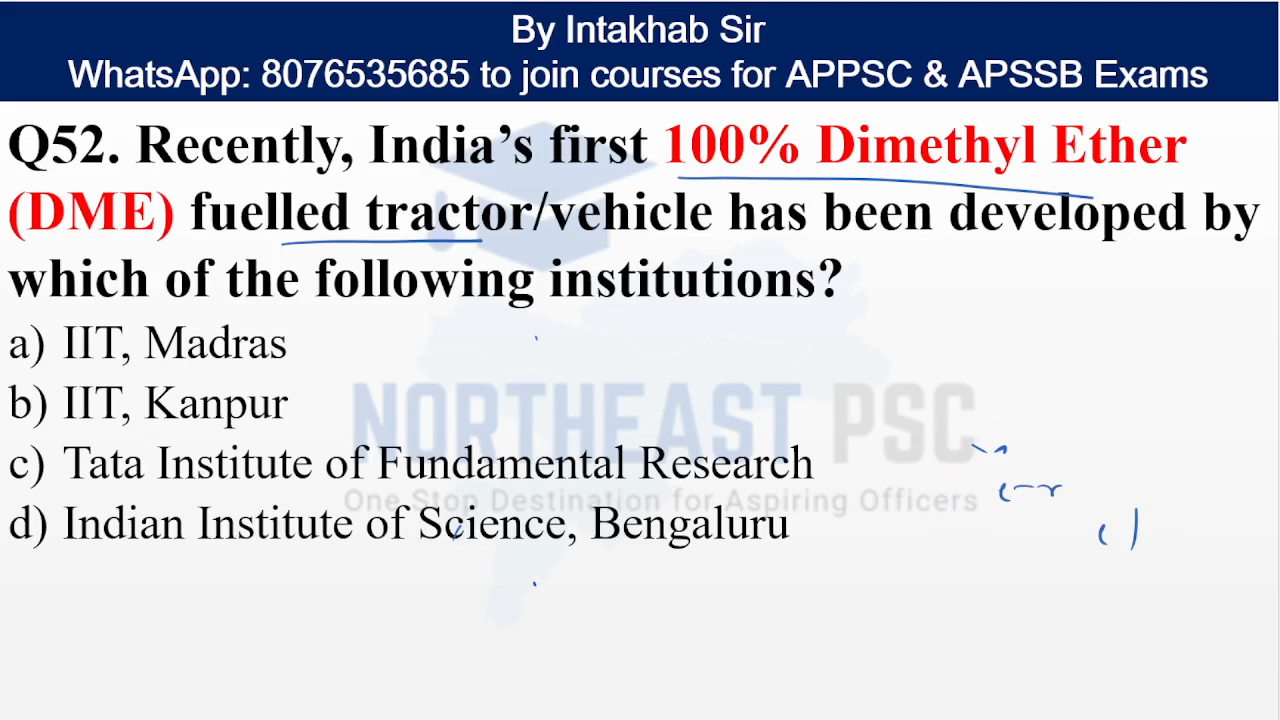 By Intakhab Sir
WhatsApp: 8076535685 to join courses for APPSC & APSSB Exams
Q52. Recently, India’s first 100% Dimethyl Ether
(DME) fuelled tractor/vehicle has been developed by
which of the following institutions?
a) IIT, Madras
b) IIT, Kanpur
NORTHEAST PSC
c) Tata Institute of Fundamental Research
One Stop Destination for Aspiring Officers
d) Indian Institute of Science, Bengaluru